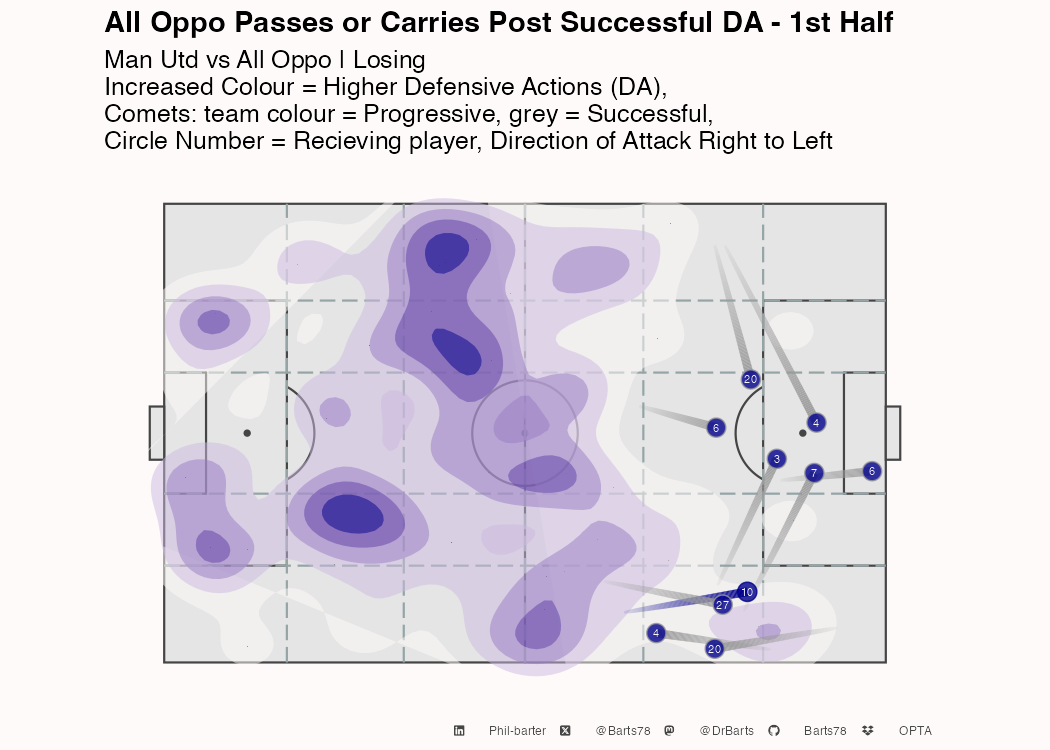 All Oppo Passes or Carries Post Successful DA - 1st Half
Man Utd vs All Oppo | Losing
Increased Colour = Higher Defensive Actions (DA),
Comets: team colour = Progressive, grey = Successful,
Circle Number = Recieving player, Direction of Attack Right to Left
20
4
6
3
7
6
10
27
4
20
Phil-barter @Barts78 @DrBarts Barts78 OPTA